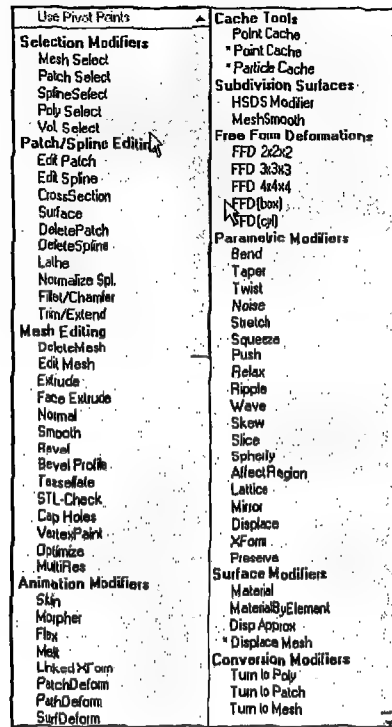 Use Pivot Points
Selection Modifiers
Mesh Select
Patch Select
SplineSelect
Poly Select
Vol. Select
Patch/Spline Editing
Edit Patch
Edit Spline
CrossSection
Surface
DeletePatch
DeleteSpline
Lathe
Normalize Spl.
Fillet/Chamfer
Trim/Extend
Mesh Editing
DeleteMesh
Edit Mesh
Extrude
Face Extrude
Normal
Smooth
Bevel
Bevel Profile
Tessellate
STL-Check
Cap Holes
VertexPaint
Optimize
MultiRes
Animation Modifiers
Skin
Morpher
Flex
Melt
Linked XForm
PatchDeform
PathDeform
SurfDeform
Cache Tools
Point Cache
*Point Cache
*Particle Cache
Subdivision Surfaces
HSDS Modifier
MeshSmooth
Free Form Deformations
FFD 2x2x2
FFD 3x3x3
FFD 4x4x4
FFD(box)
FFD(cyl)
Parametric Modifiers
Bend
Taper
Twist
Noise
Stretch
Squeeze
Push
Relax
Ripple
Wave
Skew
Slice
Spherify
AffectRegion
Lattice
Mirror
Displace
XForm
Preserve
Surface Modifiers
Material
MaterialByElement
Disp Approx
*Displace Mesh
Conversion Modifiers
Turn to Poly
Turn to Patch
Turn to Mesh